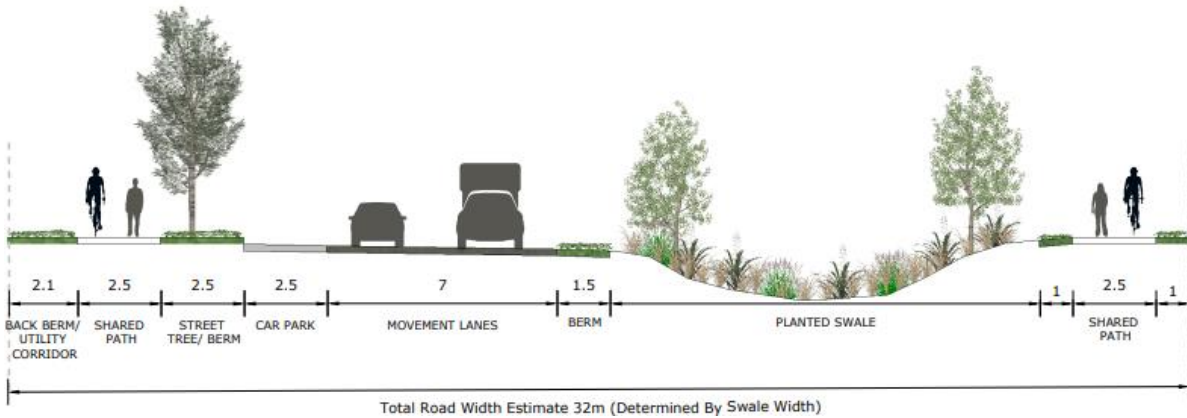 2.1 2.5 2.5 2.5 7 1.5 1 2.5 1
BACK BERM/
UTILITY
CORRIDOR
SHARED
PATH
STREET
TREE/ BERM
CAR PARK
MOVEMENT LANES
BERM
PLANTED SWALE
SHARED
PATH
Total Road Width Estimate 32m (Determined By Swale Width)